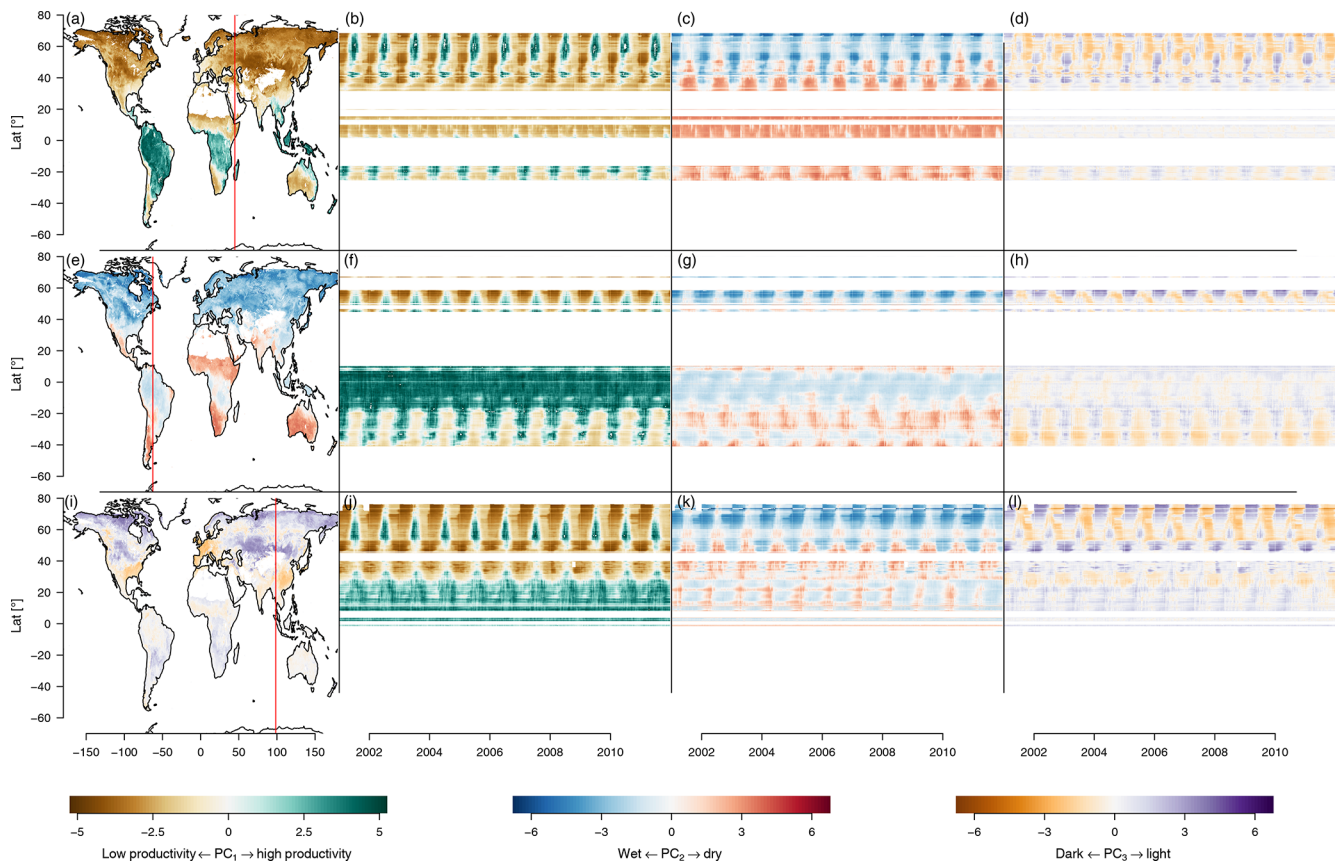 (a) (b) (c) (d)
80
60
40
20
0
−20
−40
−60
Lat [°]
(e) (f) (g) (h)
80
60
40
20
0
−20
−40
−60
Lat [°]
(i) (j) (k) (l)
80
60
40
20
0
−20
−40
−60
Lat [°]
−150 −100 −50 0 50 100 150 2002 2004 2006 2008 2010 2002 2004 2006 2008 2010 2002 2004 2006 2008 2010
−5 −2.5 0 2.5 5 −6 −3 0 3 6 −6 −3 0 3 6
Low productivity ← PC₁ → high productivity Wet ← PC₂ → dry Dark ← PC₃ → light